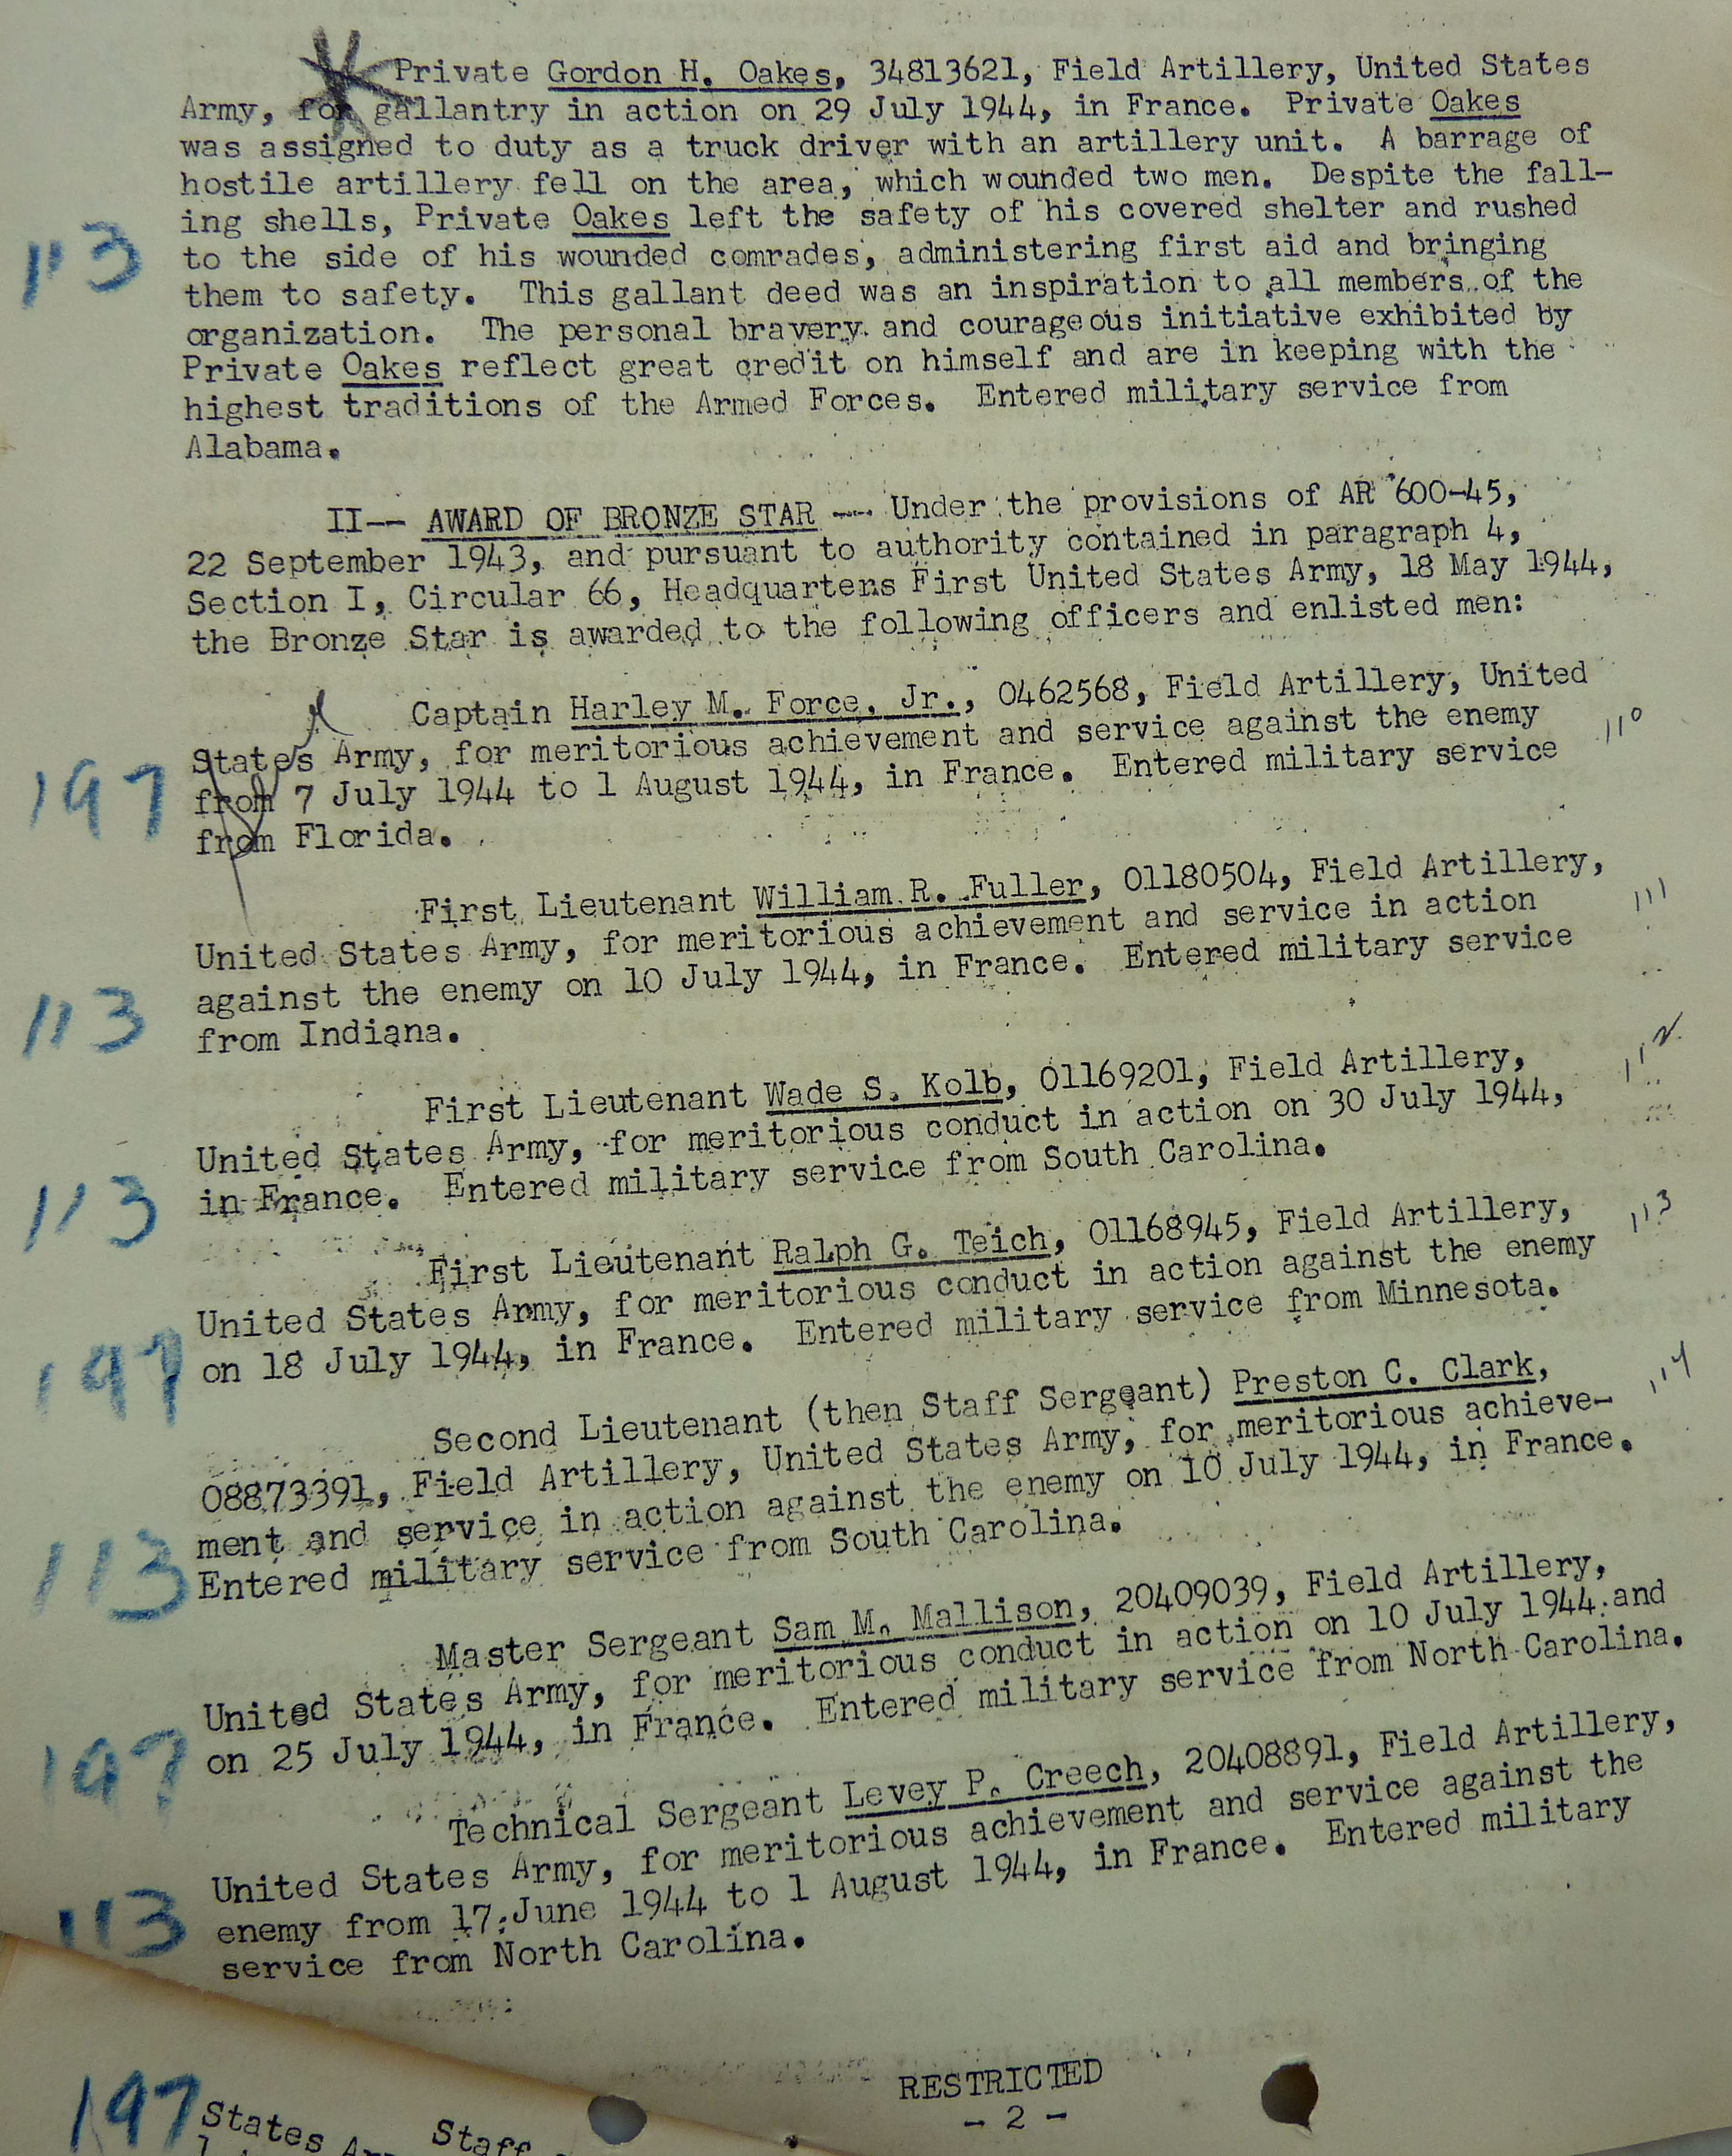 Private Gordon H. Oakes, 34813621, Field Artillery, United States
Army, for gallantry in action on 29 July 1944, in France. Private Oakes
was assigned to duty as a truck driver with an artillery unit. A barrage of
hostile artillery fell on the area, which wounded two men. Despite the fall-
ing shells, Private Oakes left the safety of his covered shelter and rushed
113
to the side of his wounded comrades, administering first aid and bringing
them to safety. This gallant deed was an inspiration to all members of the
organization. The personal bravery and courageous initiative exhibited by
Private Oakes reflect great credit on himself and are in keeping with the
highest traditions of the Armed Forces. Entered military service from
Alabama.
II-- AWARD OF BRONZE STAR -- Under the provisions of AR 600-45,
22 September 1943, and pursuant to authority contained in paragraph 4,
Section I, Circular 66, Headquarters First United States Army, 18 May 1944,
the Bronze Star is awarded to the following officers and enlisted men:
Captain Harley M. Force, Jr., 0462568, Field Artillery, United
110
States Army, for meritorious achievement and service against the enemy
197
from 7 July 1944 to 1 August 1944, in France. Entered military service
from Florida.
First Lieutenant William R. Fuller, 01180504, Field Artillery,
111
United States Army, for meritorious achievement and service in action
113
against the enemy on 10 July 1944, in France. Entered military service
from Indiana.
First Lieutenant Wade S. Kolb, 01169201, Field Artillery,
112
United States Army, for meritorious conduct in action on 30 July 1944,
113
in France. Entered military service from South Carolina.
First Lieutenant Ralph G. Teich, 01168945, Field Artillery,
113
United States Army, for meritorious conduct in action against the enemy
197
on 18 July 1944, in France. Entered military service from Minnesota.
Second Lieutenant (then Staff Sergeant) Preston C. Clark,
114
08873391, Field Artillery, United States Army, for meritorious achieve-
113
ment and service in action against the enemy on 10 July 1944, in France.
Entered military service from South Carolina.
Master Sergeant Sam M. Mallison, 20409039, Field Artillery,
United States Army, for meritorious conduct in action on 10 July 1944 and
197
on 25 July 1944, in France. Entered military service from North Carolina.
Technical Sergeant Levey P. Creech, 20408891, Field Artillery,
United States Army, for meritorious achievement and service against the
113
enemy from 17 June 1944 to 1 August 1944, in France. Entered military
service from North Carolina.
RESTRICTED
- 2 -
197
Staff
States